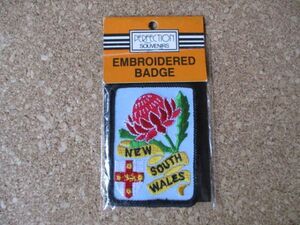 PERFECTION
SOUVENIRS
EMBROIDERED
BADGE
NEW
SOUTH
WALES